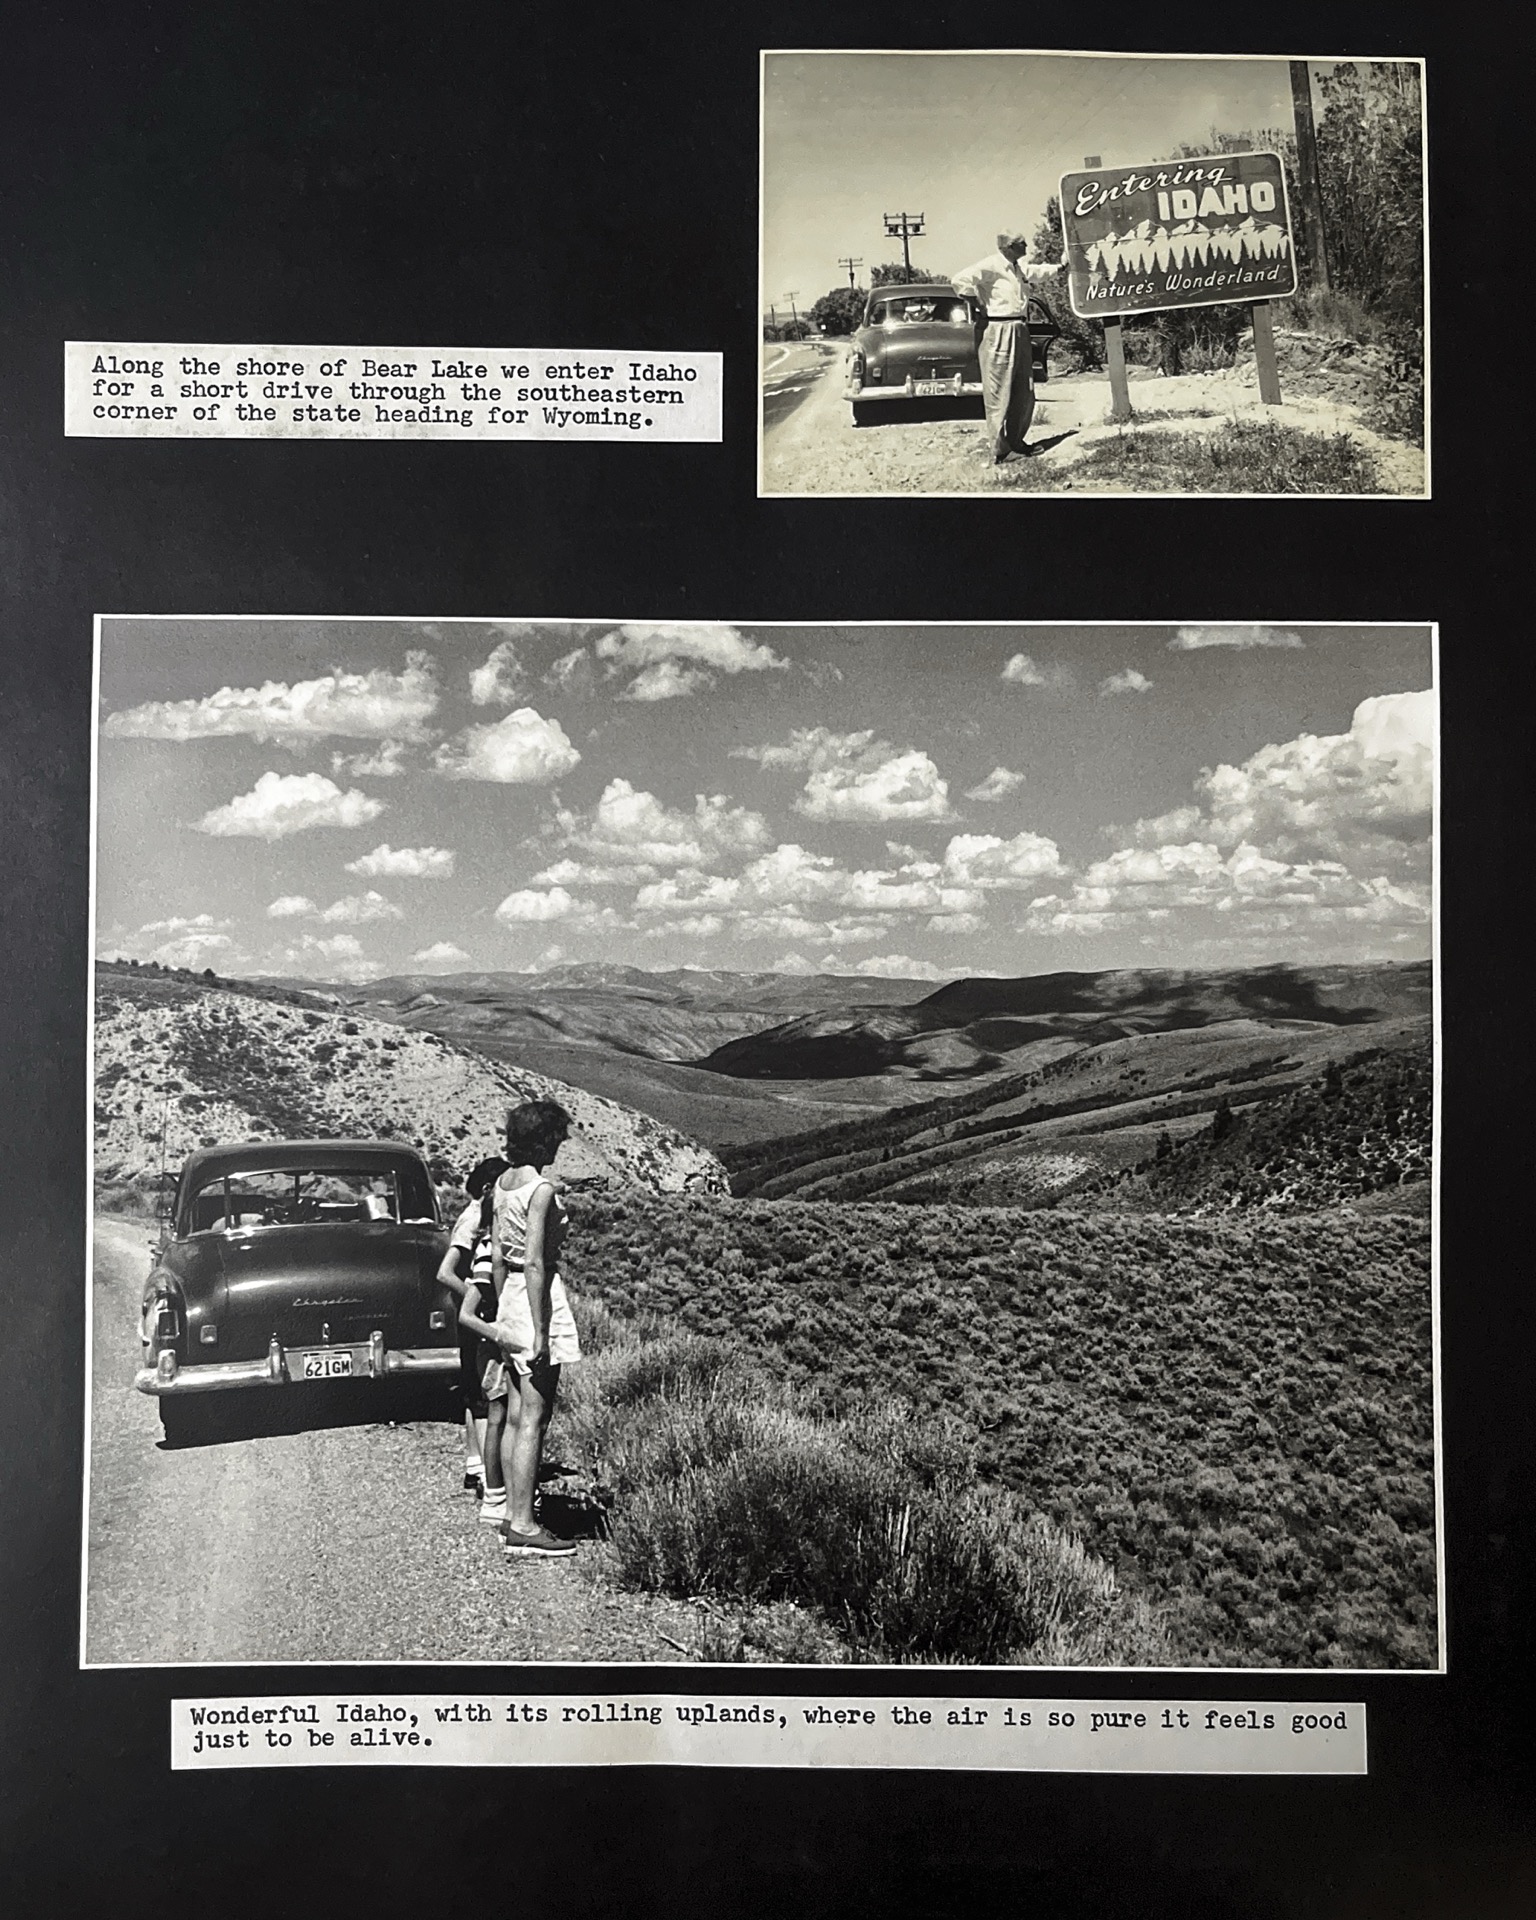 Entering
IDAHO
Nature's Wonderland
Along the shore of Bear Lake we enter Idaho
for a short drive through the southeastern
corner of the state heading for Wyoming.
Chrysler
621GM
Wonderful Idaho, with its rolling uplands, where the air is so pure it feels good
just to be alive.